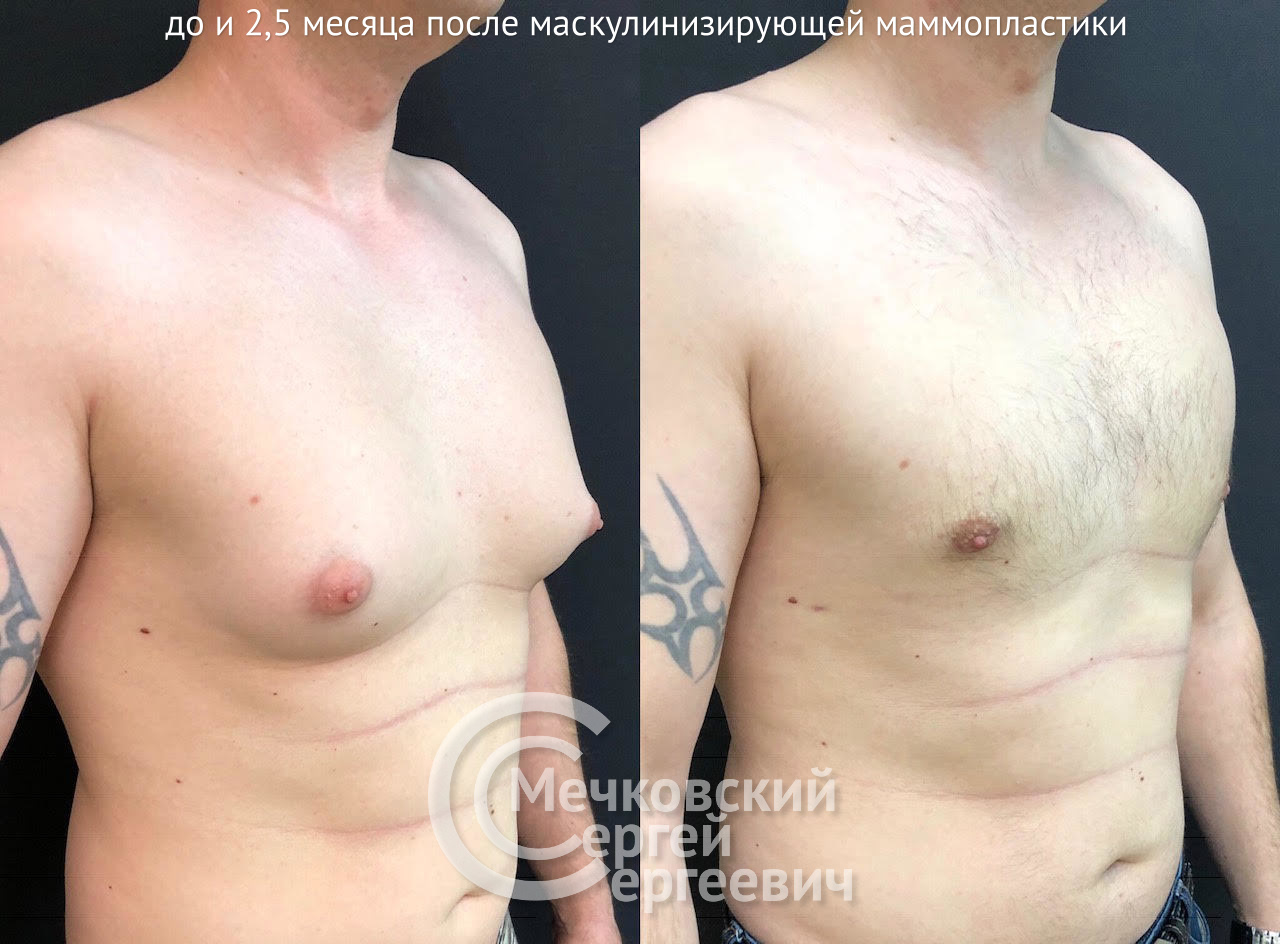 до и 2,5 месяца после маскулинизирующей маммопластики
Мечковский
Сергей
Сергеевич